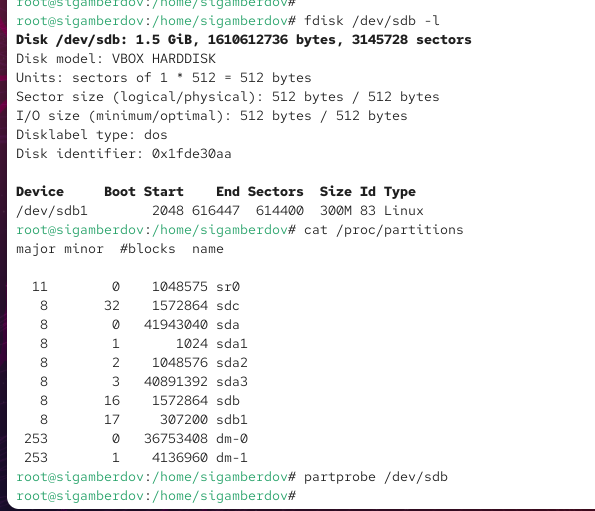 root@sigamberdov:/home/sigamberdov#
root@sigamberdov:/home/sigamberdov# fdisk /dev/sdb -l
Disk /dev/sdb: 1.5 GiB, 1610612736 bytes, 3145728 sectors
Disk model: VBOX HARDDISK
Units: sectors of 1 * 512 = 512 bytes
Sector size (logical/physical): 512 bytes / 512 bytes
I/O size (minimum/optimal): 512 bytes / 512 bytes
Disklabel type: dos
Disk identifier: 0x1fde30aa

Device     Boot Start    End Sectors  Size Id Type
/dev/sdb1        2048 616447  614400  300M 83 Linux
root@sigamberdov:/home/sigamberdov# cat /proc/partitions
major minor  #blocks  name

  11        0    1048575 sr0
   8       32    1572864 sdc
   8        0   41943040 sda
   8        1       1024 sda1
   8        2    1048576 sda2
   8        3   40891392 sda3
   8       16    1572864 sdb
   8       17     307200 sdb1
 253        0   36753408 dm-0
 253        1    4136960 dm-1
root@sigamberdov:/home/sigamberdov# partprobe /dev/sdb
root@sigamberdov:/home/sigamberdov#